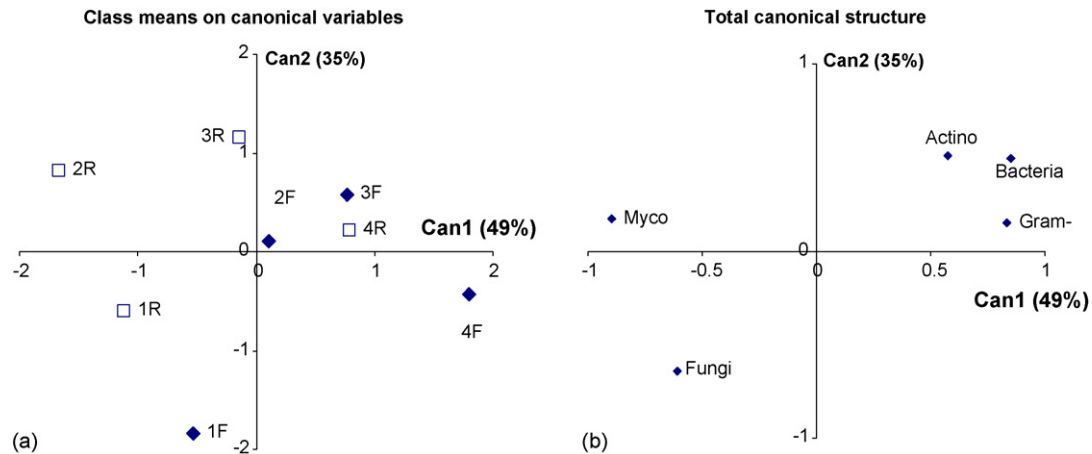 Class means on canonical variables
2
Can2 (35%)
3R
1
2R
2F
3F
4R
Can1 (49%)
0
-2
-1
0
1
2
1R
4F
-1
1F
-2
(a)
Total canonical structure
1
Can2 (35%)
Actino
Bacteria
Myco
Gram-
0
-1
-0.5
0
0.5
1
Can1 (49%)
Fungi
-1
(b)